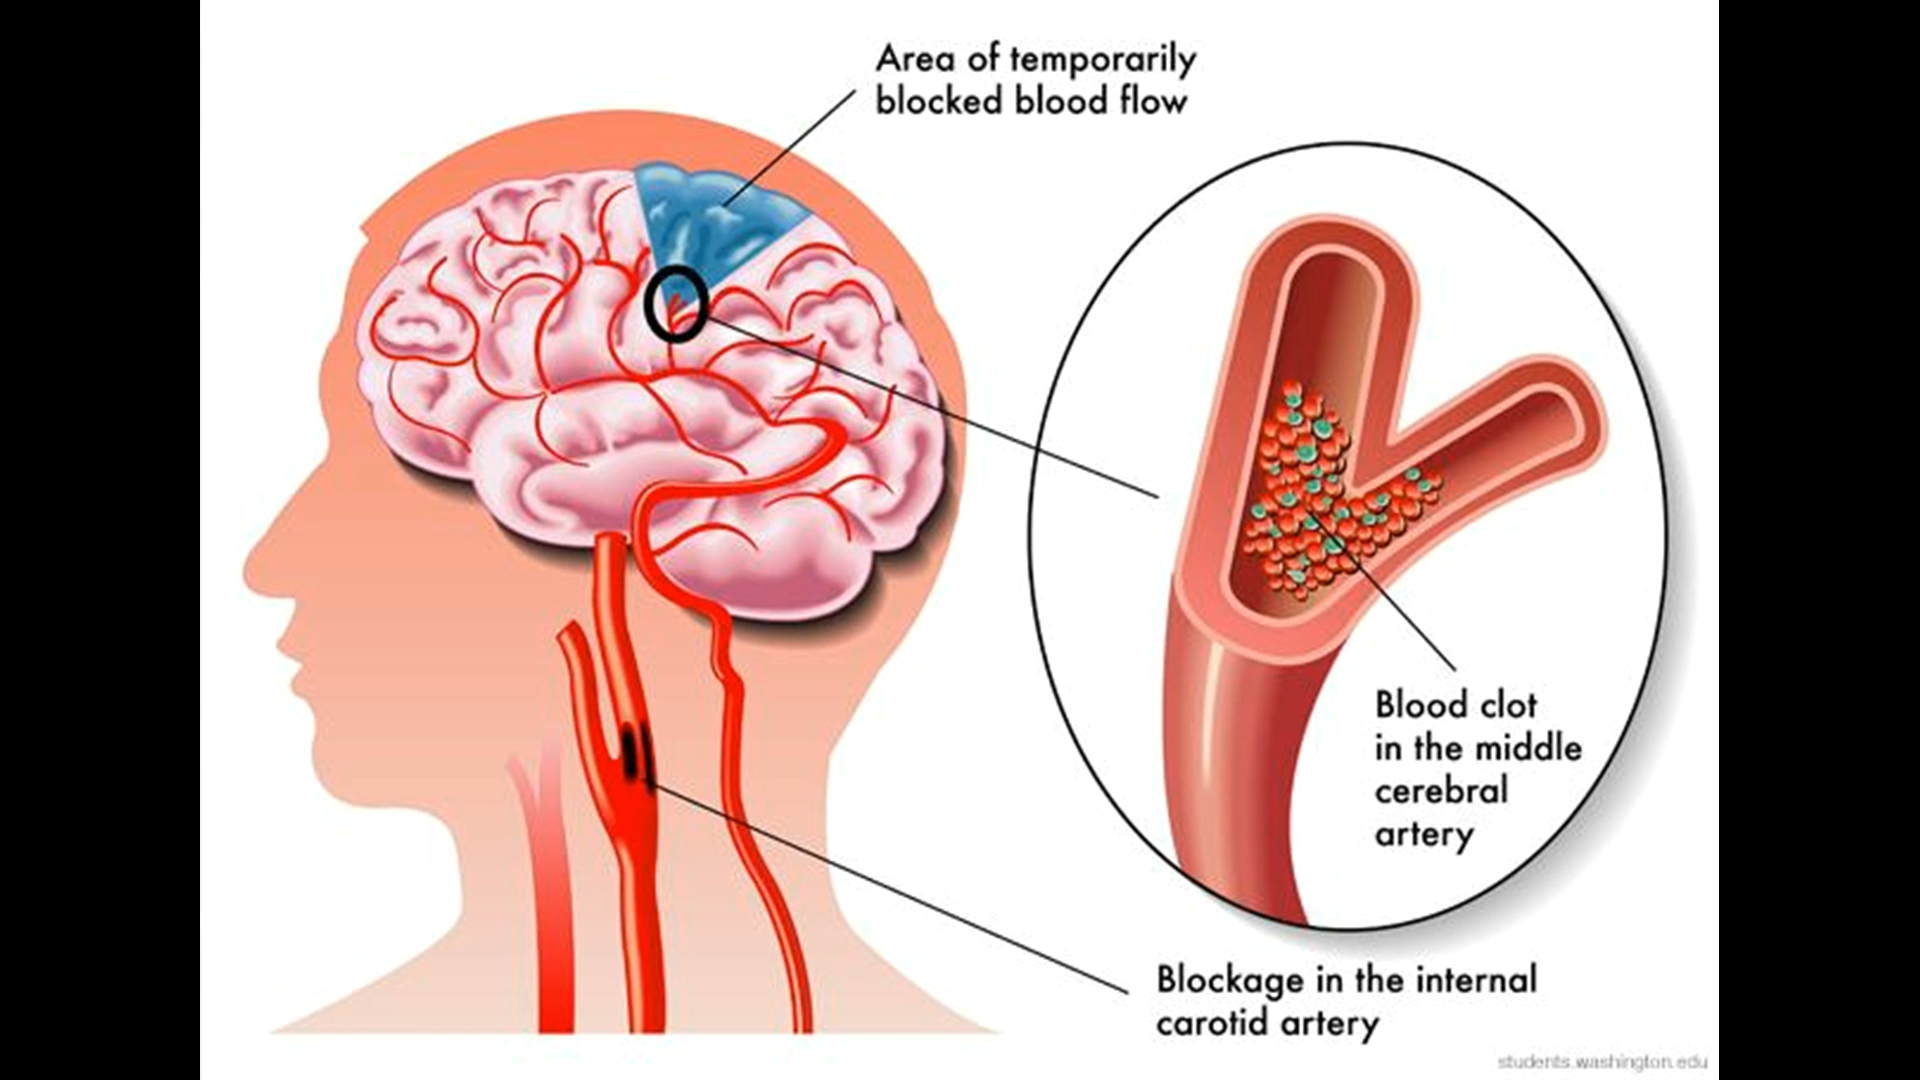 Area of temporarily
blocked blood flow
Blood clot
in the middle
cerebral
artery
Blockage in the internal
carotid artery
students.washington.edu